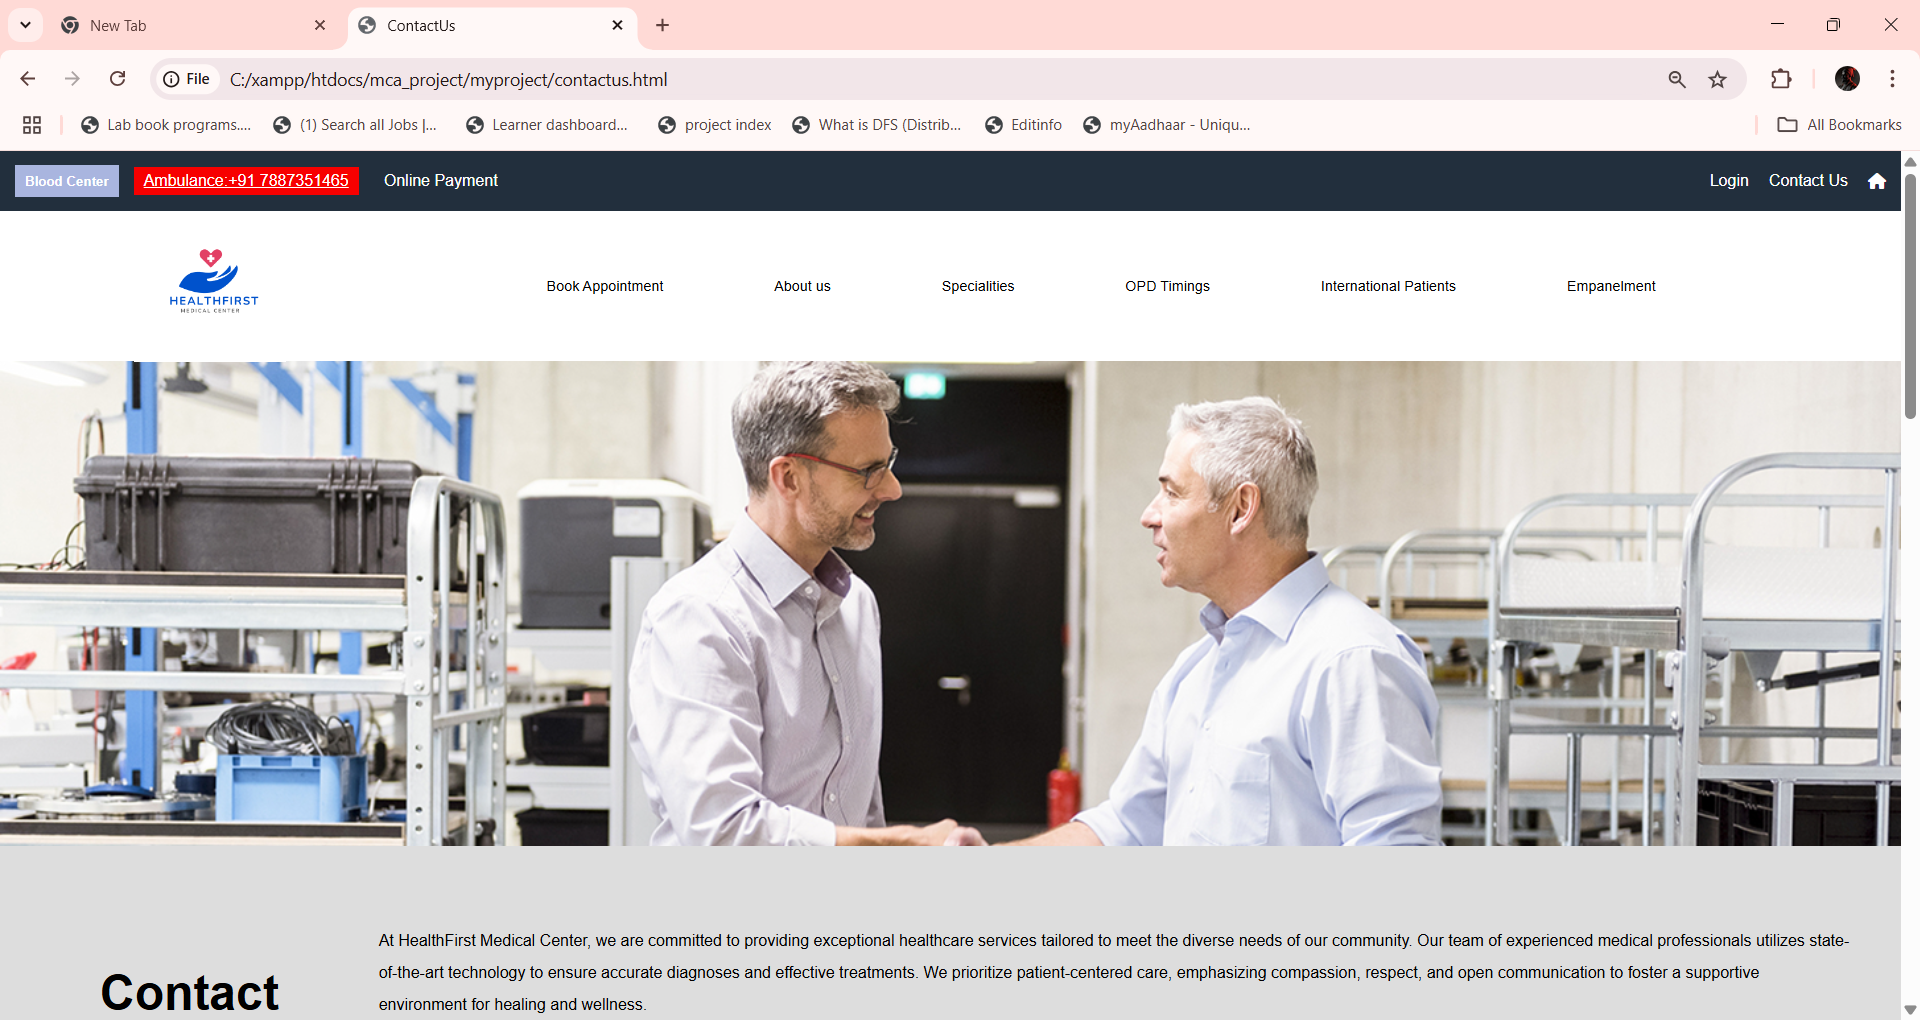 New Tab
ContactUs
File
C:/xampp/htdocs/mca_project/myproject/contactus.html
Lab book programs....
(1) Search all Jobs |...
Learner dashboard...
project index
What is DFS (Distrib...
Editinfo
myAadhaar - Uniqu...
All Bookmarks
Blood Center
Ambulance:+91 7887351465
Online Payment
Login
Contact Us
HEALTHFIRST
MEDICAL CENTER
Book Appointment
About us
Specialities
OPD Timings
International Patients
Empanelment
At HealthFirst Medical Center, we are committed to providing exceptional healthcare services tailored to meet the diverse needs of our community. Our team of experienced medical professionals utilizes state-
of-the-art technology to ensure accurate diagnoses and effective treatments. We prioritize patient-centered care, emphasizing compassion, respect, and open communication to foster a supportive
environment for healing and wellness.
Contact